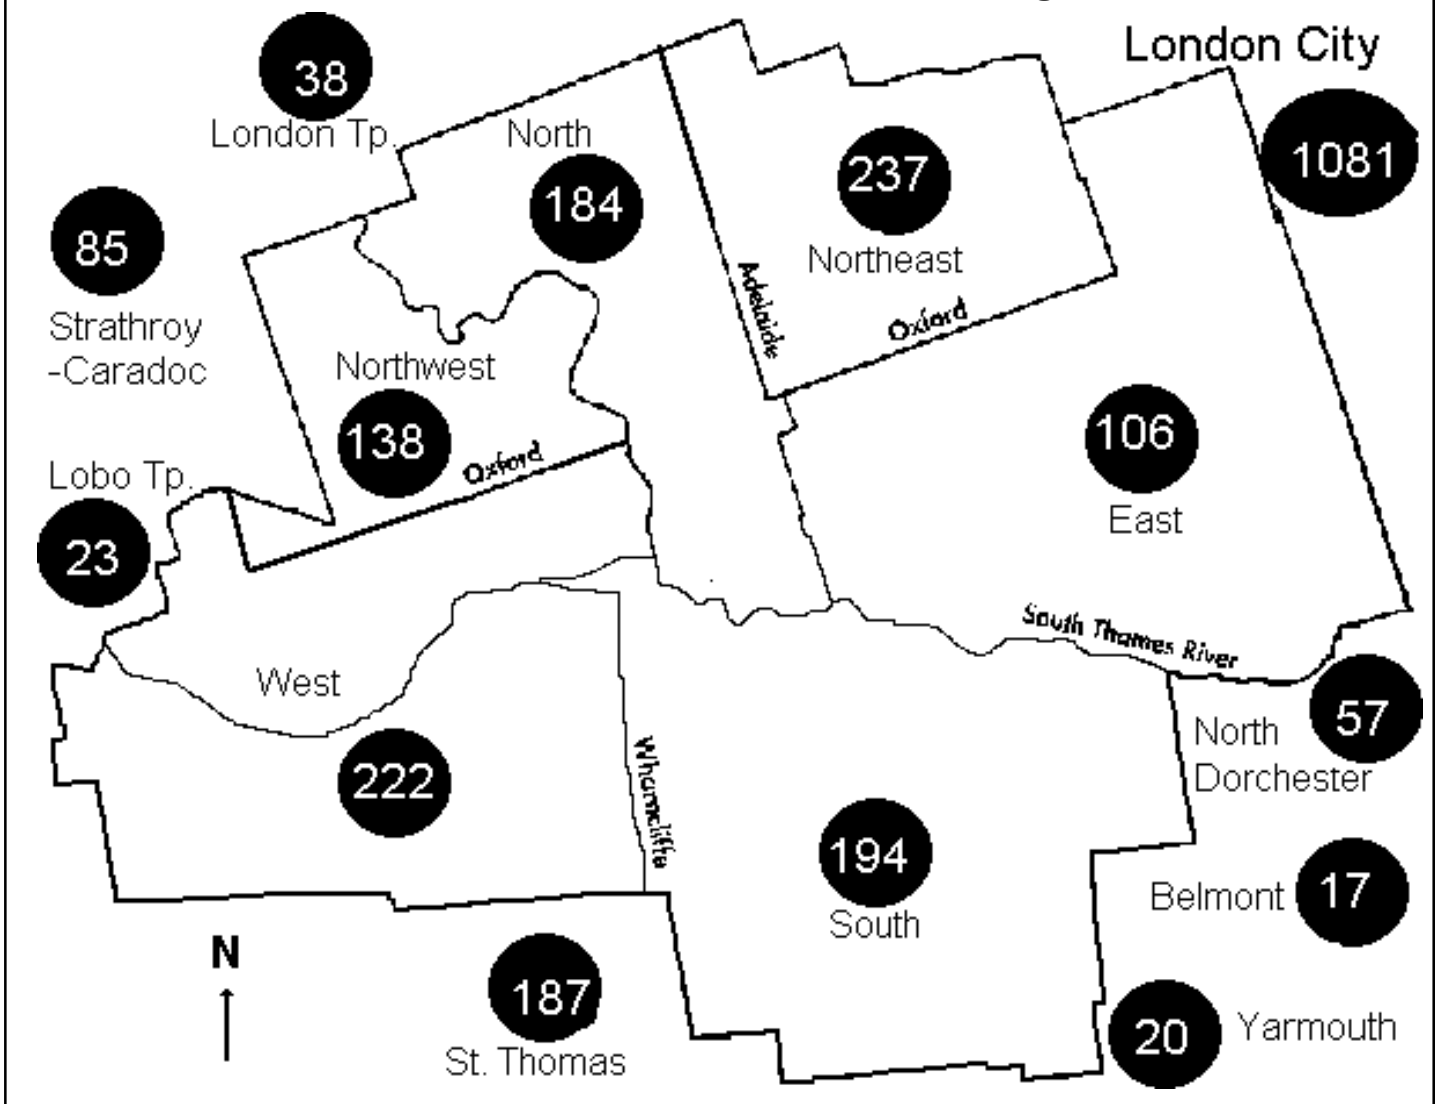 London City
38
London Tp.
North
1081
237
184
Northeast
85
Strathroy
-Caradoc
Adelaide
Oxford
Northwest
138
Oxford
106
East
Lobo Tp.
23
South Thames River
West
57
North
Dorchester
222
Wharncliffe
194
South
17
Belmont
N
187
St. Thomas
20
Yarmouth